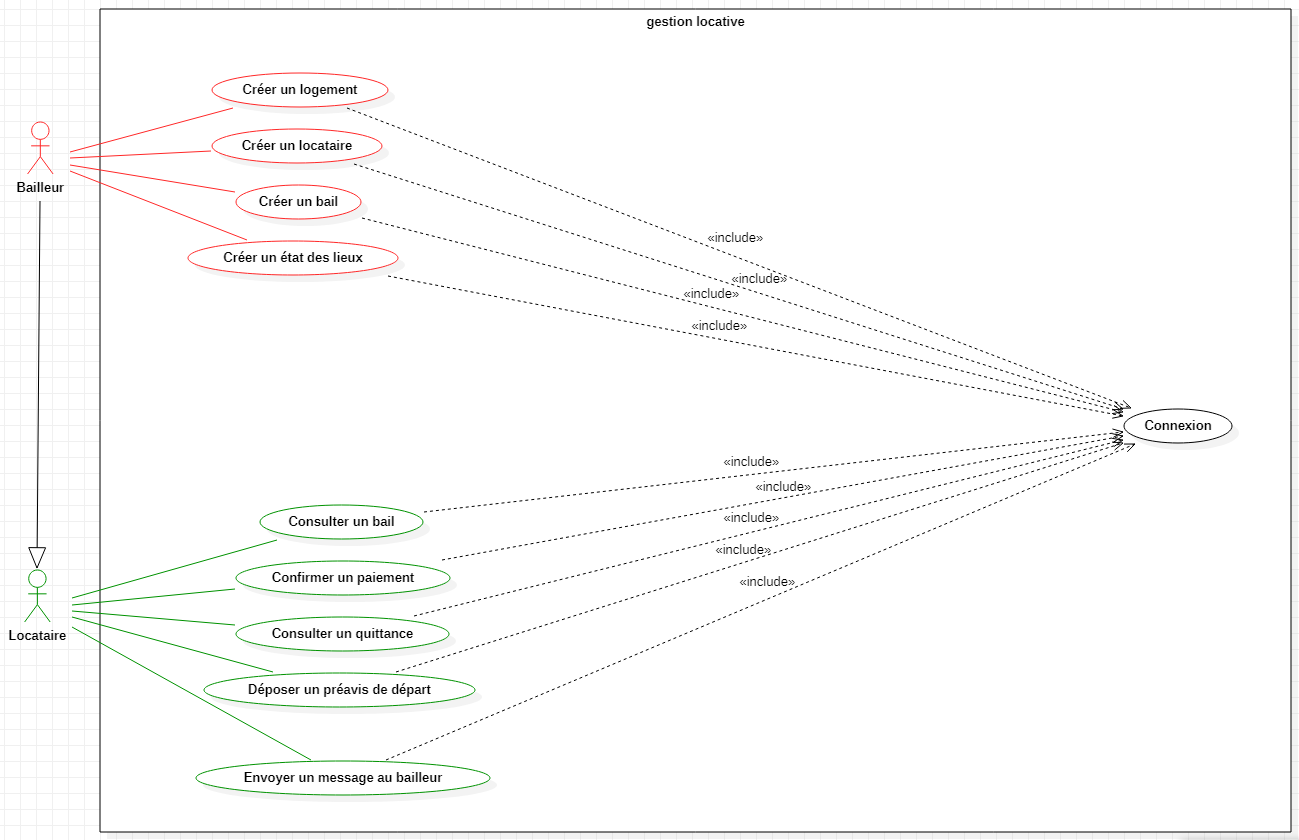 gestion locative
Créer un logement
Créer un locataire
Bailleur
Créer un bail
Créer un état des lieux
«include»
«include»
«include»
«include»
Connexion
«include»
«include»
«include»
«include»
«include»
Consulter un bail
Confirmer un paiement
Locataire
Consulter un quittance
Déposer un préavis de départ
Envoyer un message au bailleur